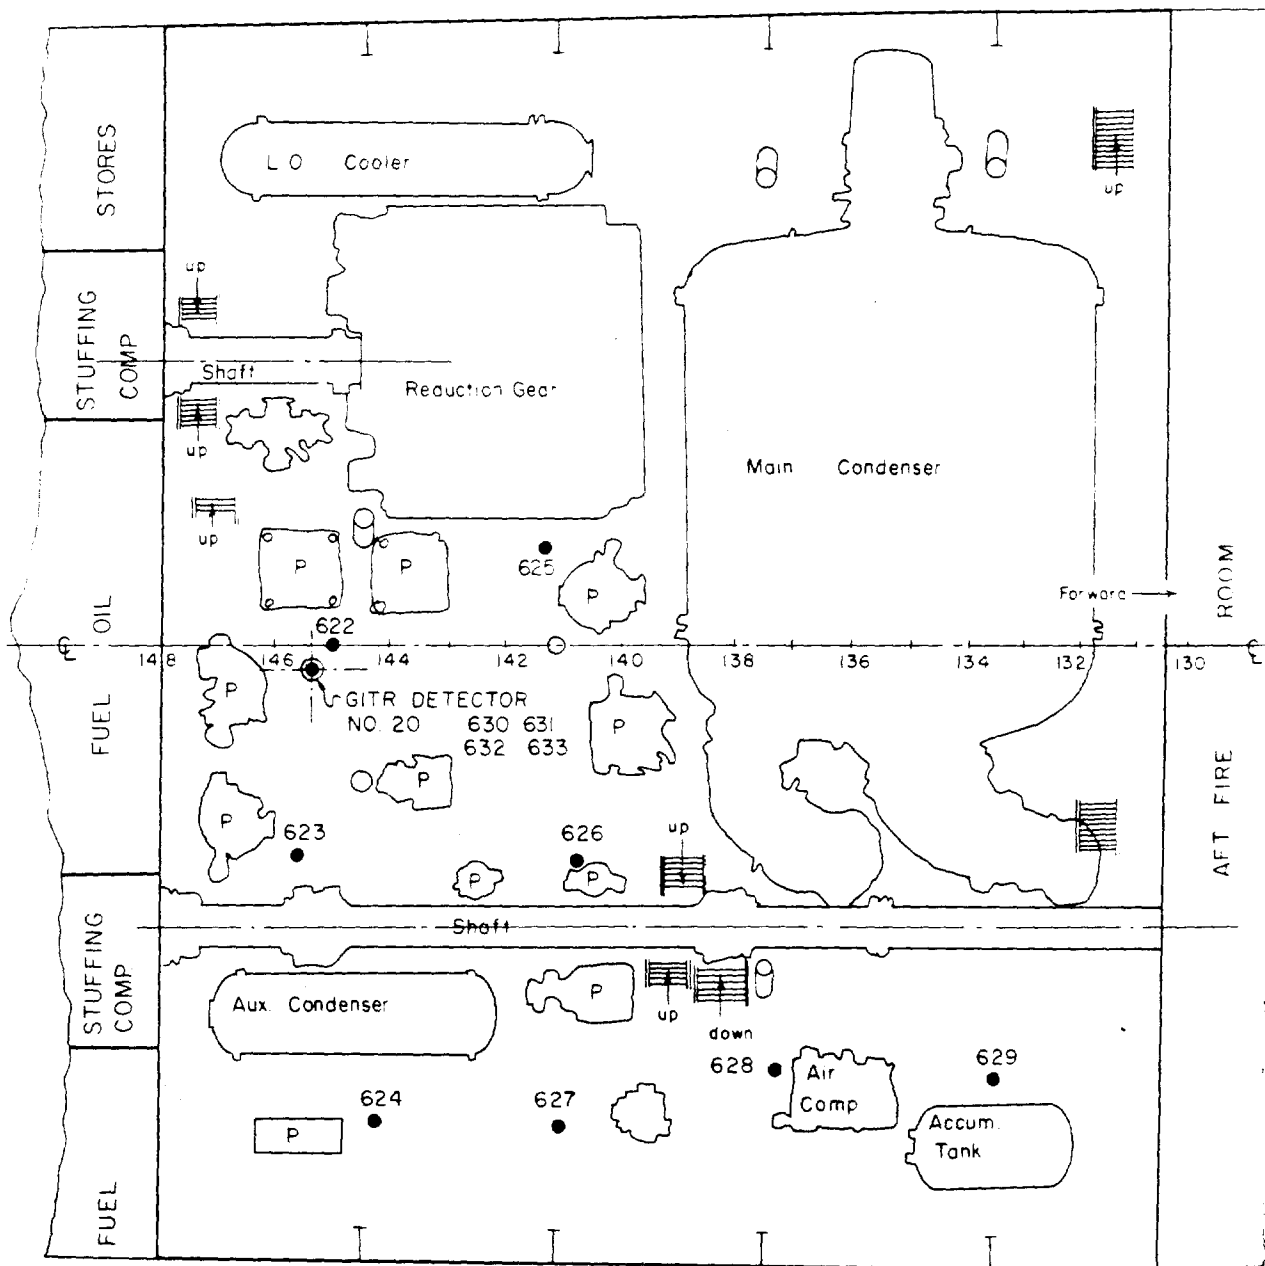 STORES
L O Cooler
up
up
STUFFING
COMP
Shaft
Reduction Gear
up
Main Condenser
up
P
P
625
P
Forward
ROOM
FUEL OIL
622
148
146
144
142
140
138
136
134
132
130
P
GITR DETECTOR
NO. 20 630 631
632 633
P
P
P
623
626
up
P
P
AFT FIRE
Shaft
STUFFING
COMP
Aux. Condenser
P
up
down
628
Air
Comp
629
624
627
P
Accum.
Tank
FUEL